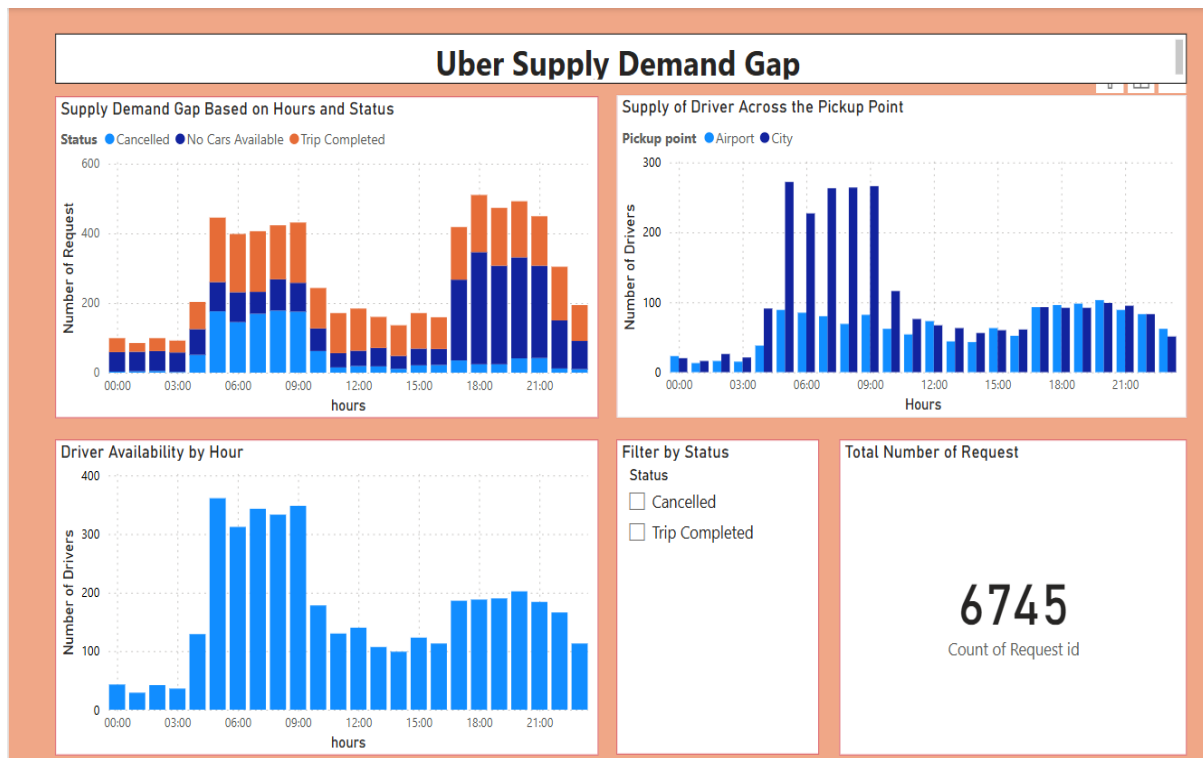 Uber Supply Demand Gap
Supply Demand Gap Based on Hours and Status
Status Cancelled No Cars Available Trip Completed
600
400
200
0
Number of Request
00:00 03:00 06:00 09:00 12:00 15:00 18:00 21:00
hours
Supply of Driver Across the Pickup Point
Pickup point Airport City
300
200
100
0
Number of Drivers
00:00 03:00 06:00 09:00 12:00 15:00 18:00 21:00
Hours
Driver Availability by Hour
400
300
200
100
0
Number of Drivers
00:00 03:00 06:00 09:00 12:00 15:00 18:00 21:00
hours
Filter by Status
Status
Cancelled
Trip Completed
Total Number of Request
6745
Count of Request id